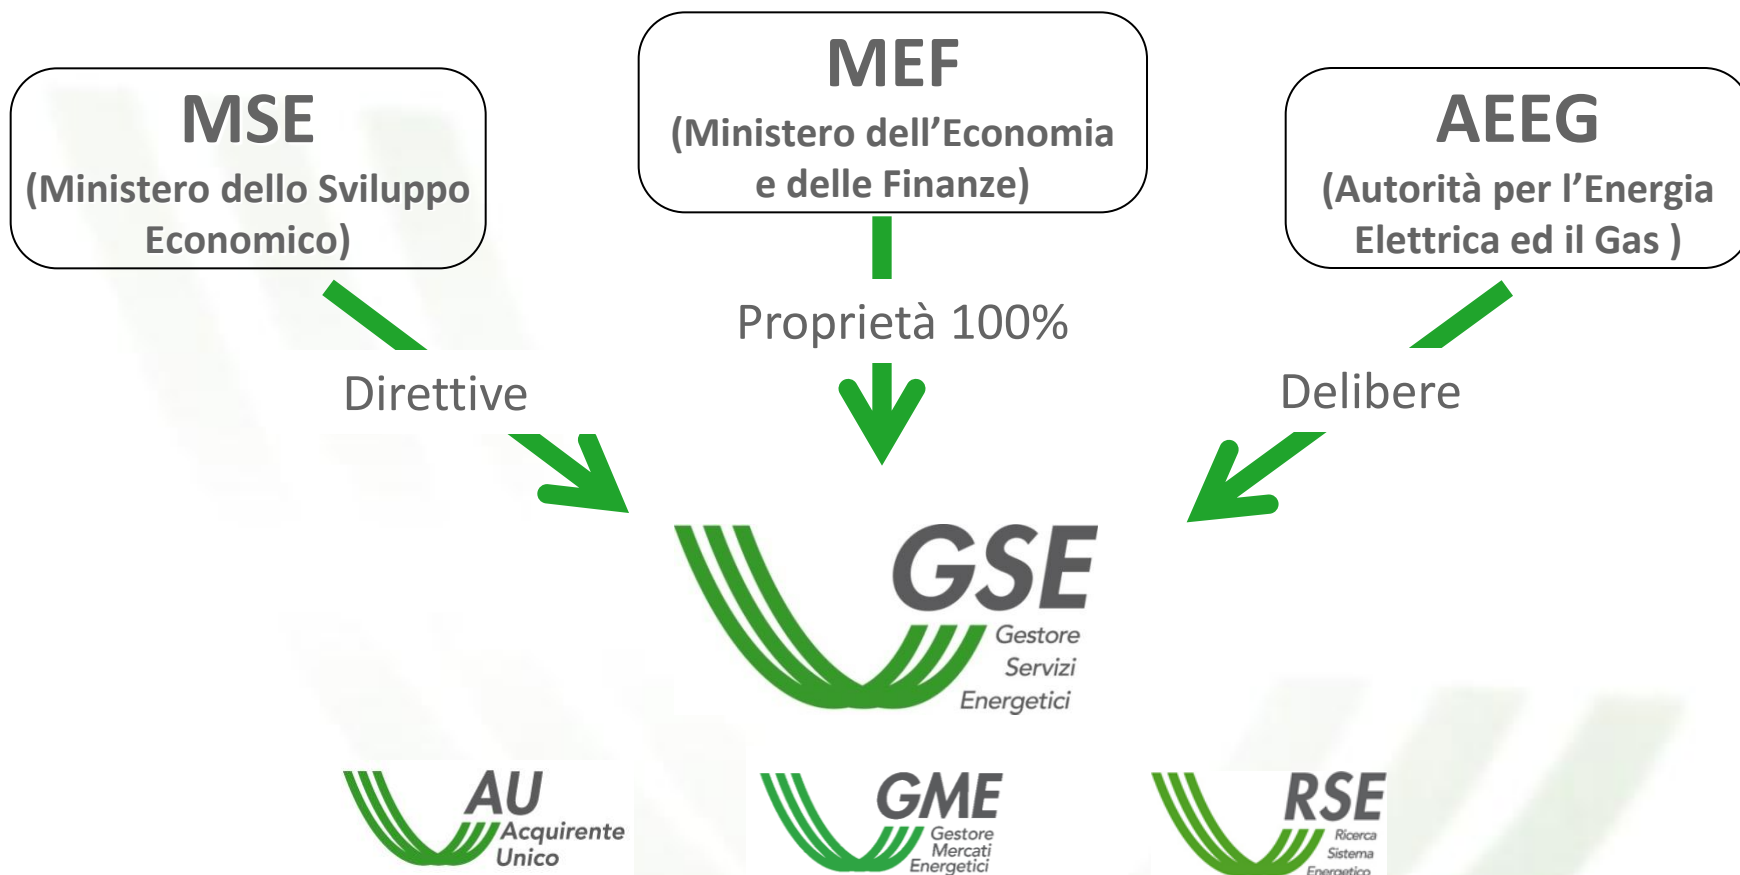 MSE
(Ministero dello Sviluppo
Economico)
MEF
(Ministero dell’Economia
e delle Finanze)
AEEG
(Autorità per l’Energia
Elettrica ed il Gas )
Direttive
Proprietà 100%
Delibere
GSE
Gestore
Servizi
Energetici
AU
Acquirente
Unico
GME
Gestore
Mercati
Energetici
RSE
Ricerca
Sistema
Energetico